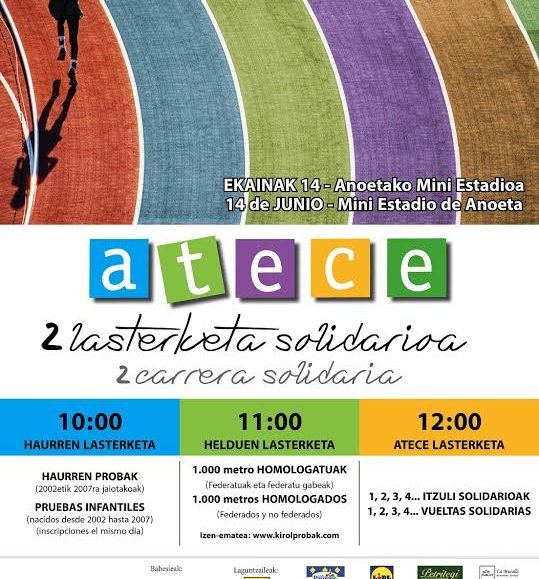 EKAINAK 14 - Anoetako Mini Estadioa
14 de JUNIO - Mini Estadio de Anoeta
atece
2 lasterketa solidarioa
2 carrera solidaria
10:00
HAURREN LASTERKETA
HAURREN PROBAK
(2002etik 2007ra jaiotakoak)
PRUEBAS INFANTILES
(nacidos desde 2002 hasta 2007)
(inscripciones el mismo día)
11:00
HELDUEN LASTERKETA
1.000 metro HOMOLOGATUAK
(Federatuak eta federatu gabeak)
1.000 metros HOMOLOGADOS
(Federados y no federados)
Izen-ematea: www.kirolprobak.com
12:00
ATECE LASTERKETA
1, 2, 3, 4... ITZULI SOLIDARIOAK
1, 2, 3, 4... VUELTAS SOLIDARIAS
Babesleak:
Laguntzaileak:
LIDL
Petritegi